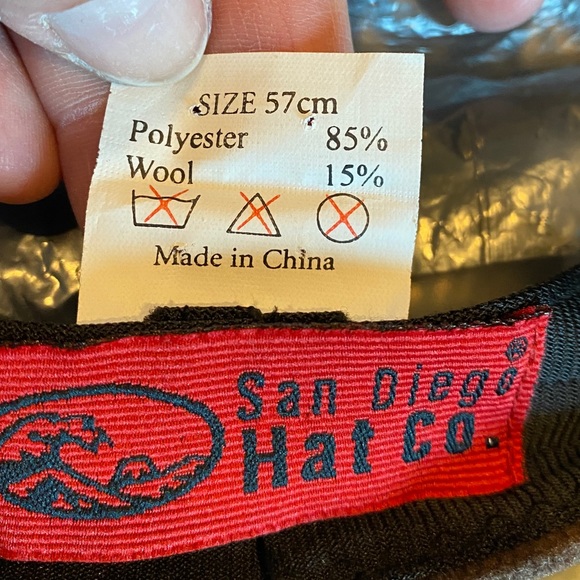 SIZE 57cm
Polyester 85%
Wool 15%
Made in China
San Diego®
Hat Co.